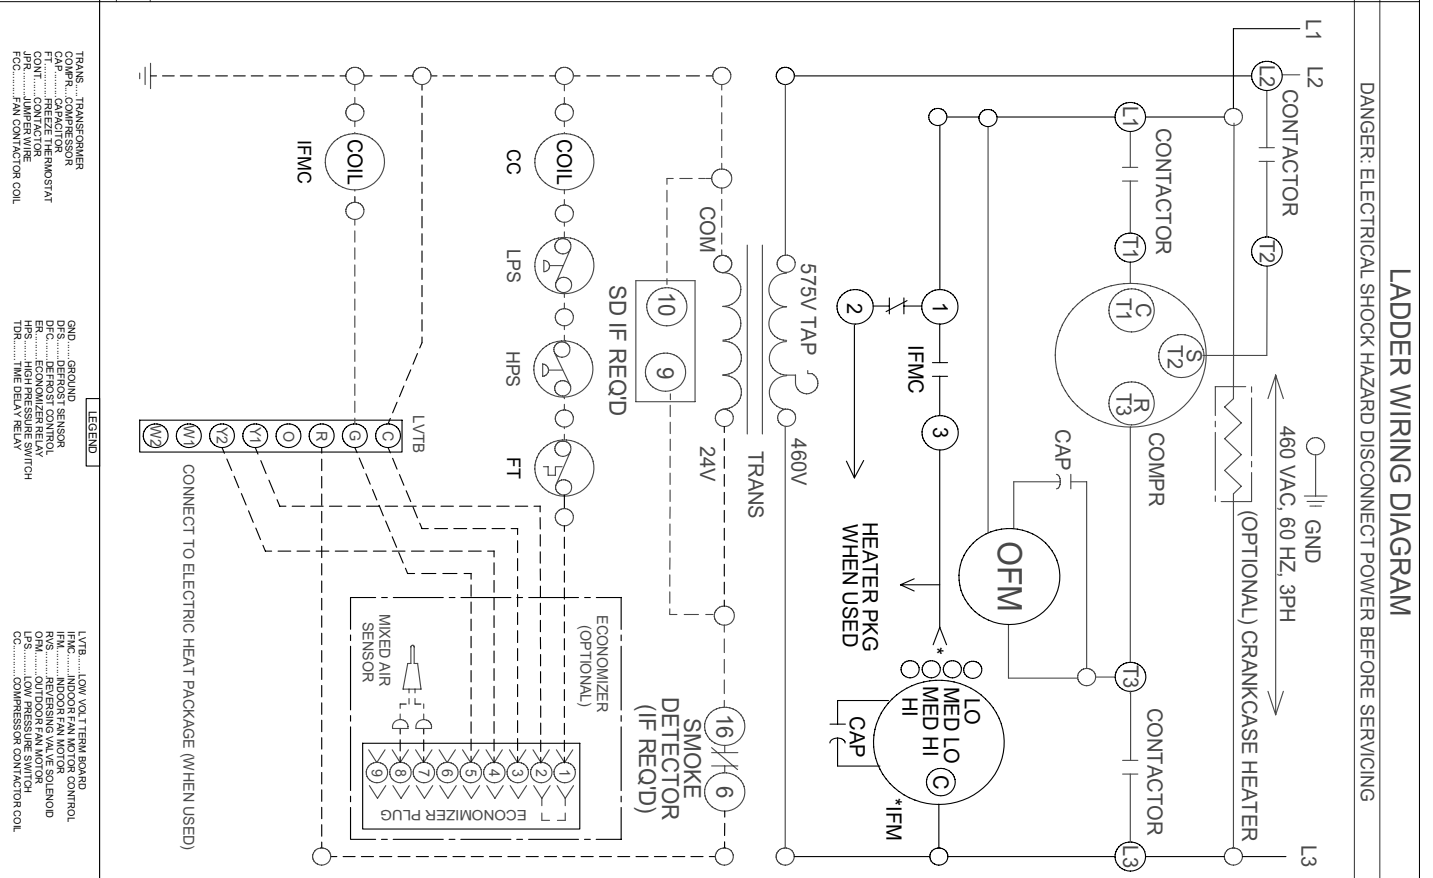 LADDER WIRING DIAGRAM
DANGER: ELECTRICAL SHOCK HAZARD DISCONNECT POWER BEFORE SERVICING
L1
L2
L3
GND
460 VAC, 60 HZ, 3PH
L2
CONTACTOR
T2
(OPTIONAL) CRANKCASE HEATER
L1
CONTACTOR
T1
C
T1
S
T2
R
T3
COMPR
T3
CONTACTOR
L3
CAP
OFM
1
IFMC
3
2
HEATER PKG
WHEN USED
*
LO
MED LO
MED HI
HI
C
CAP
*IFM
575V TAP
460V
TRANS
COM
24V
10
9
SD IF REQ'D
16
6
SMOKE
DETECTOR
(IF REQ'D)
COIL
CC
LPS
HPS
FT
ECONOMIZER
(OPTIONAL)
MIXED AIR
SENSOR
1
2
3
4
5
6
7
8
9
ECONOMIZER PLUG
COIL
IFMC
LVTB
C
G
R
O
Y1
Y2
W1
W2
CONNECT TO ELECTRIC HEAT PACKAGE (WHEN USED)
LEGEND
TRANS.....TRANSFORMER
COMPR...COMPRESSOR
CAP..........CAPACITOR
FT............FREEZE THERMOSTAT
CONT.......CONTACTOR
JPR..........JUMPER WIRE
FCC.........FAN CONTACTOR COIL
GND.........GROUND
DFS.........DEFROST SENSOR
DFC.........DEFROST CONTROL
ER...........ECONOMIZER RELAY
HPS.........HIGH PRESSURE SWITCH
TDR.........TIME DELAY RELAY
LVTB........LOW VOLT TERM BOARD
IFMC........INDOOR FAN MOTOR CONTROL
IFM..........INDOOR FAN MOTOR
RVS.........REVERSING VALVE SOLENOID
OFM.........OUTDOOR FAN MOTOR
LPS..........LOW PRESSURE SWITCH
CC...........COMPRESSOR CONTACTOR COIL